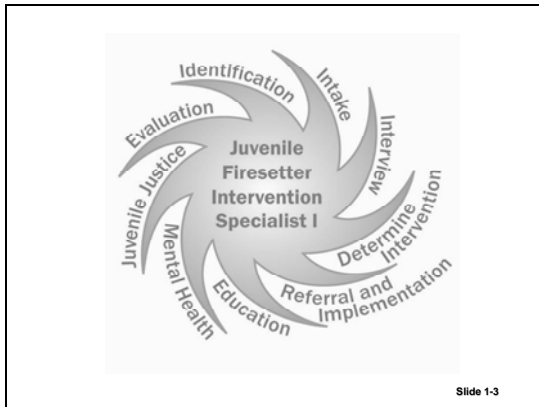 Identification
Intake
Interview
Determine
Intervention
Referral and
Implementation
Education
Mental Health
Juvenile Justice
Evaluation
Juvenile
Firesetter
Intervention
Specialist I
Slide 1-3